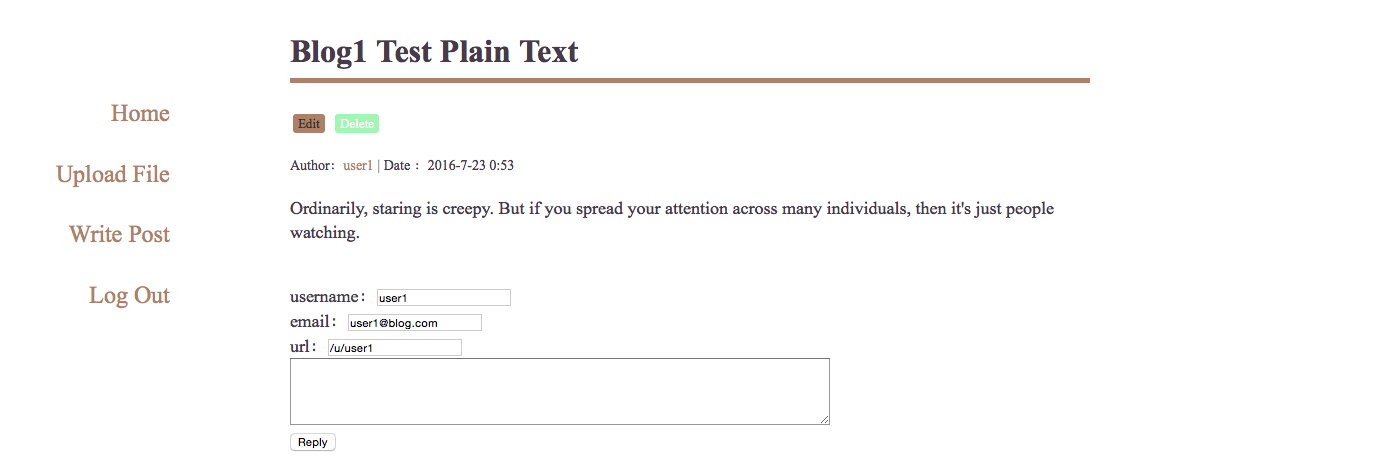 Blog1 Test Plain Text
Home
Upload File
Write Post
Log Out
Edit Delete
Author: user1 | Date : 2016-7-23 0:53
Ordinarily, staring is creepy. But if you spread your attention across many individuals, then it's just people
watching.
username: user1
email: user1@blog.com
url: /u/user1
Reply